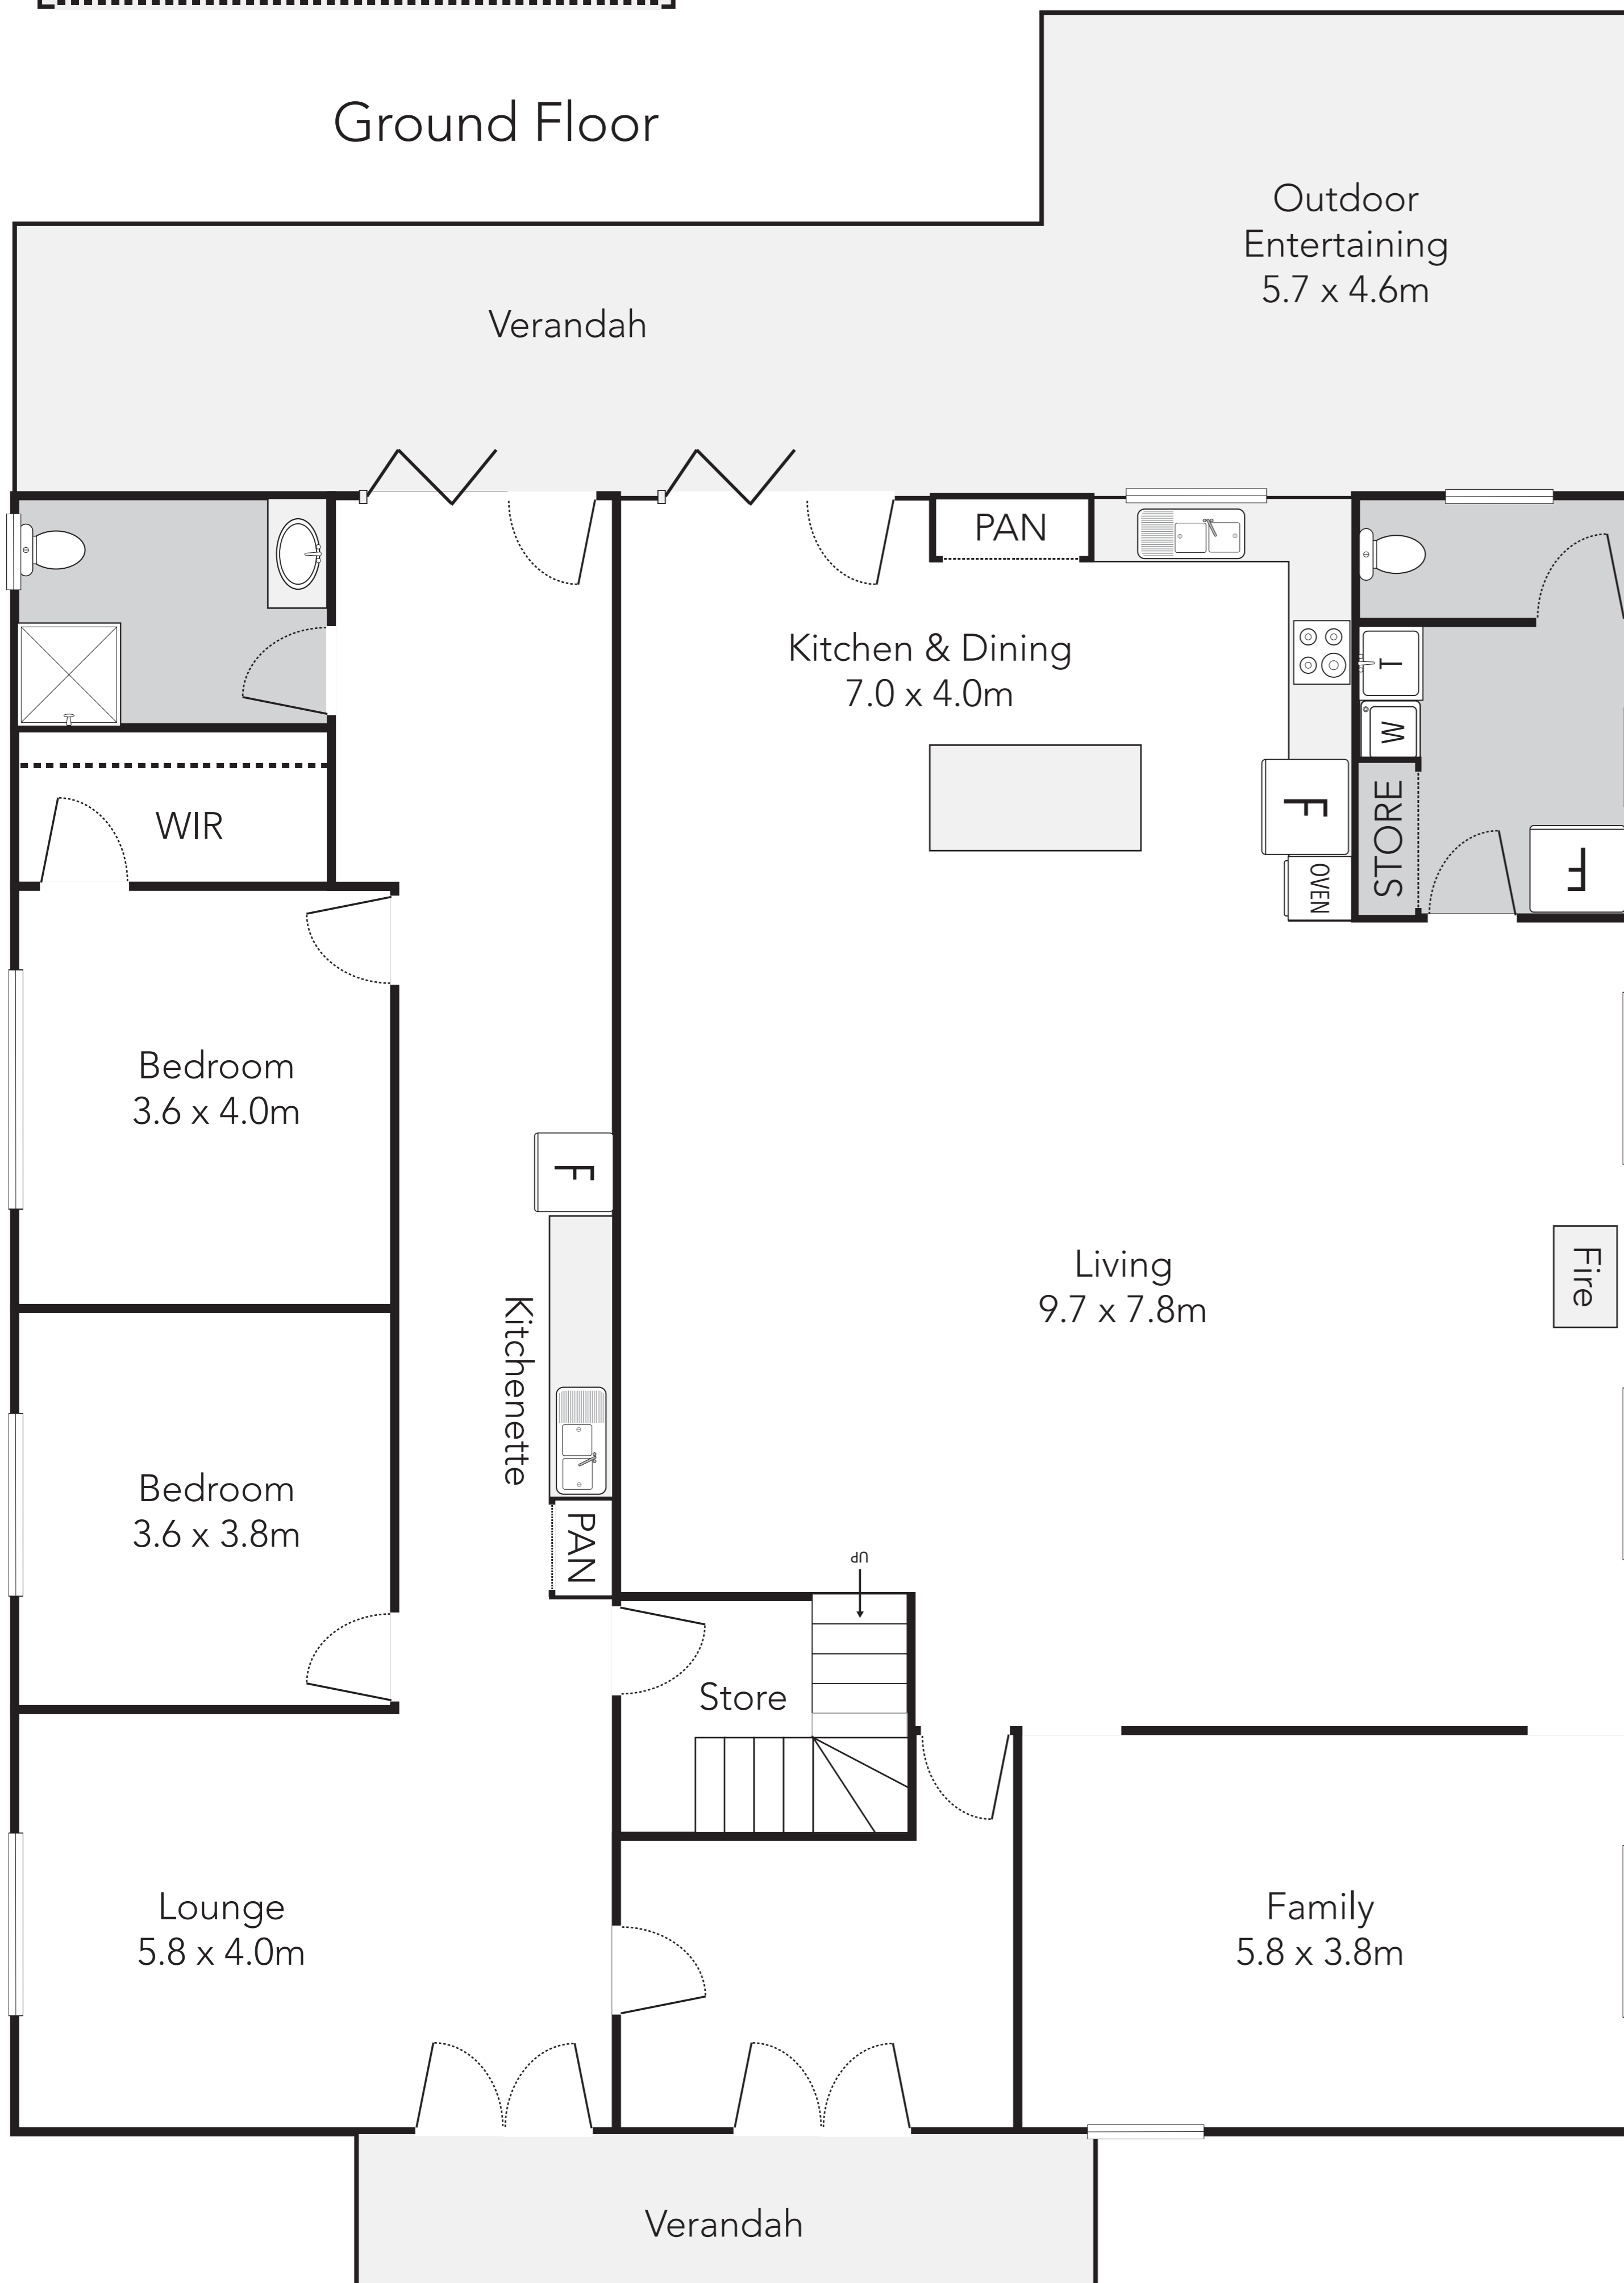 Ground Floor
Outdoor
Entertaining
5.7 x 4.6m
Verandah
PAN
Kitchen & Dining
7.0 x 4.0m
T
W
STORE
F
F
OVEN
WIR
Bedroom
3.6 x 4.0m
F
Kitchenette
Living
9.7 x 7.8m
Fire
Bedroom
3.6 x 3.8m
PAN
UP
Store
Lounge
5.8 x 4.0m
Family
5.8 x 3.8m
Verandah